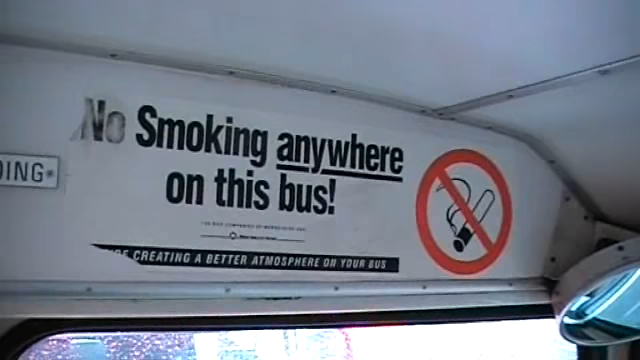 No Smoking anywhere
on this bus!
CREATING A BETTER ATMOSPHERE ON YOUR BUS
DING